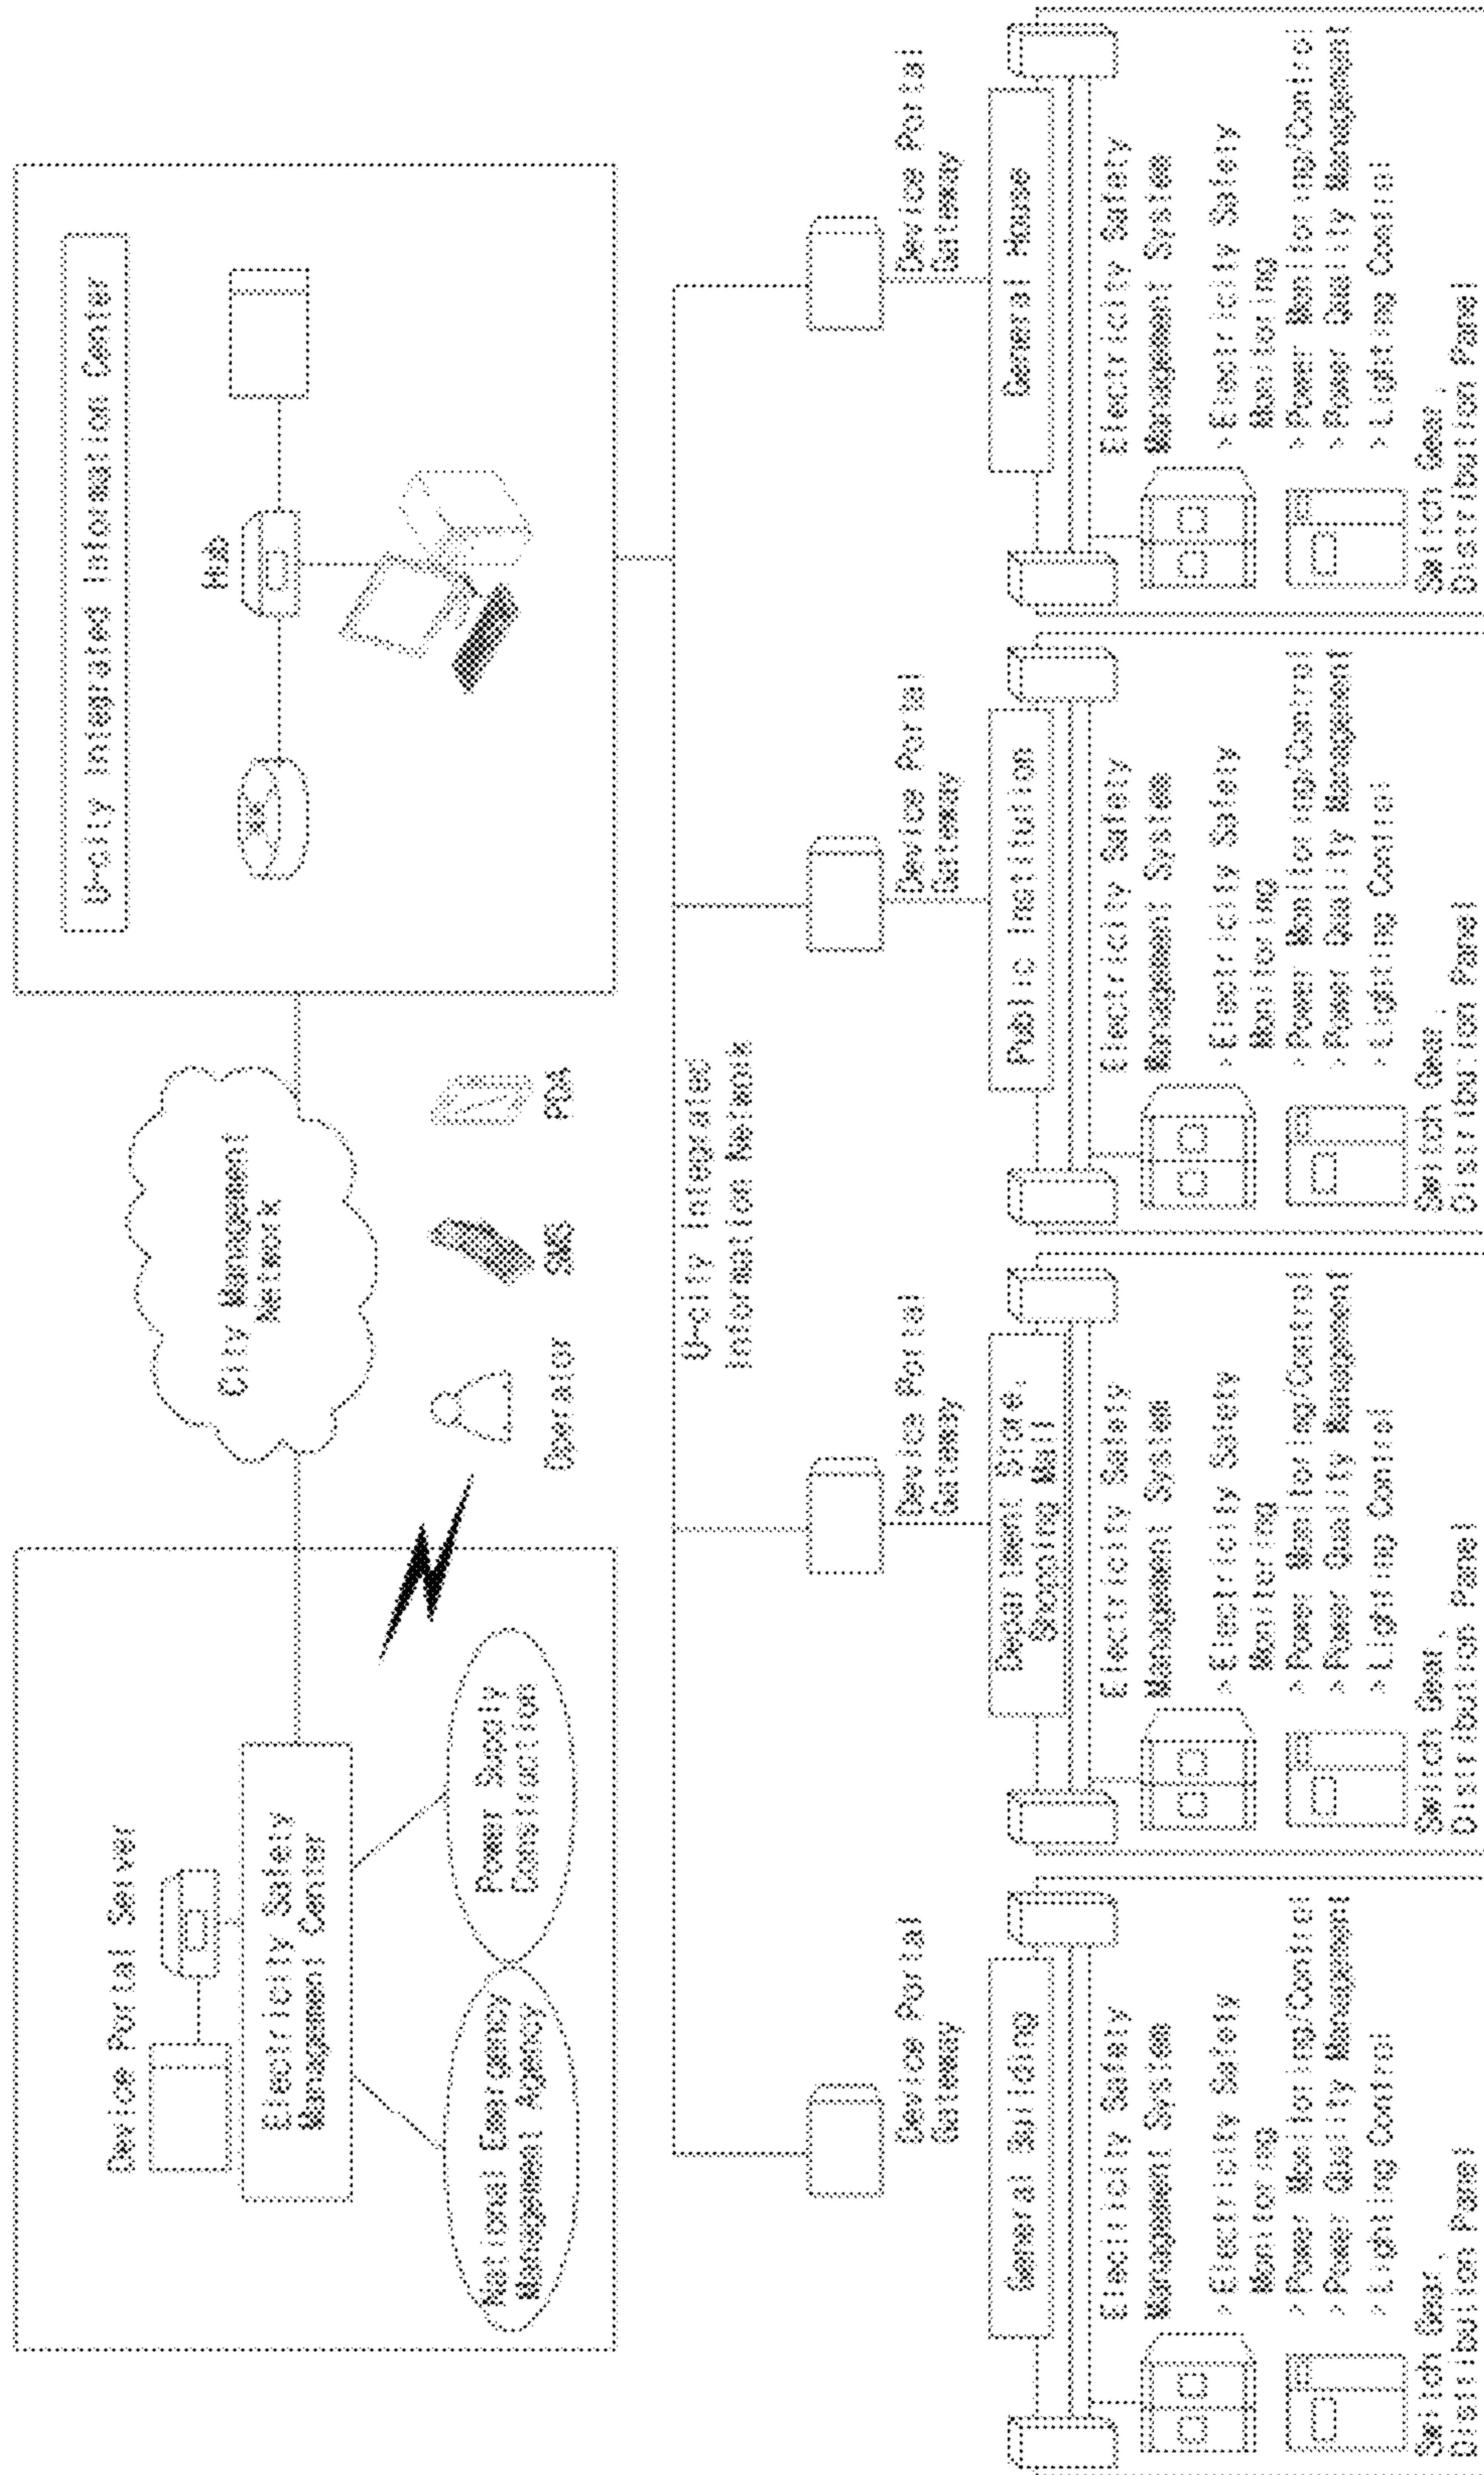 Device Portal Server
Electricity Safety
Management Center
National Emergency
Management Agency
Power Supply
Construction
City Management
Network
Operator
SMS
PDA
U-city Integrated Information Center
Hub
U-city Integrated
Information Network
Device Portal
Gateway
Device Portal
Gateway
Device Portal
Gateway
Device Portal
Gateway
General Building
Electricity Safety
Management System
> Electricity Safety
Monitoring
> Power Monitoring/Control
> Power Quality Management
> Lighting Control
Switch Gear,
Distribution Panel
Department Store,
Shopping Mall
Electricity Safety
Management System
> Electricity Safety
Monitoring
> Power Monitoring/Control
> Power Quality Management
> Lighting Control
Switch Gear,
Distribution Panel
Public Institution
Electricity Safety
Management System
> Electricity Safety
Monitoring
> Power Monitoring/Control
> Power Quality Management
> Lighting Control
Switch Gear,
Distribution Panel
General House
Electricity Safety
Management System
> Electricity Safety
Monitoring
> Power Monitoring/Control
> Power Quality Management
> Lighting Control
Switch Gear,
Distribution Panel